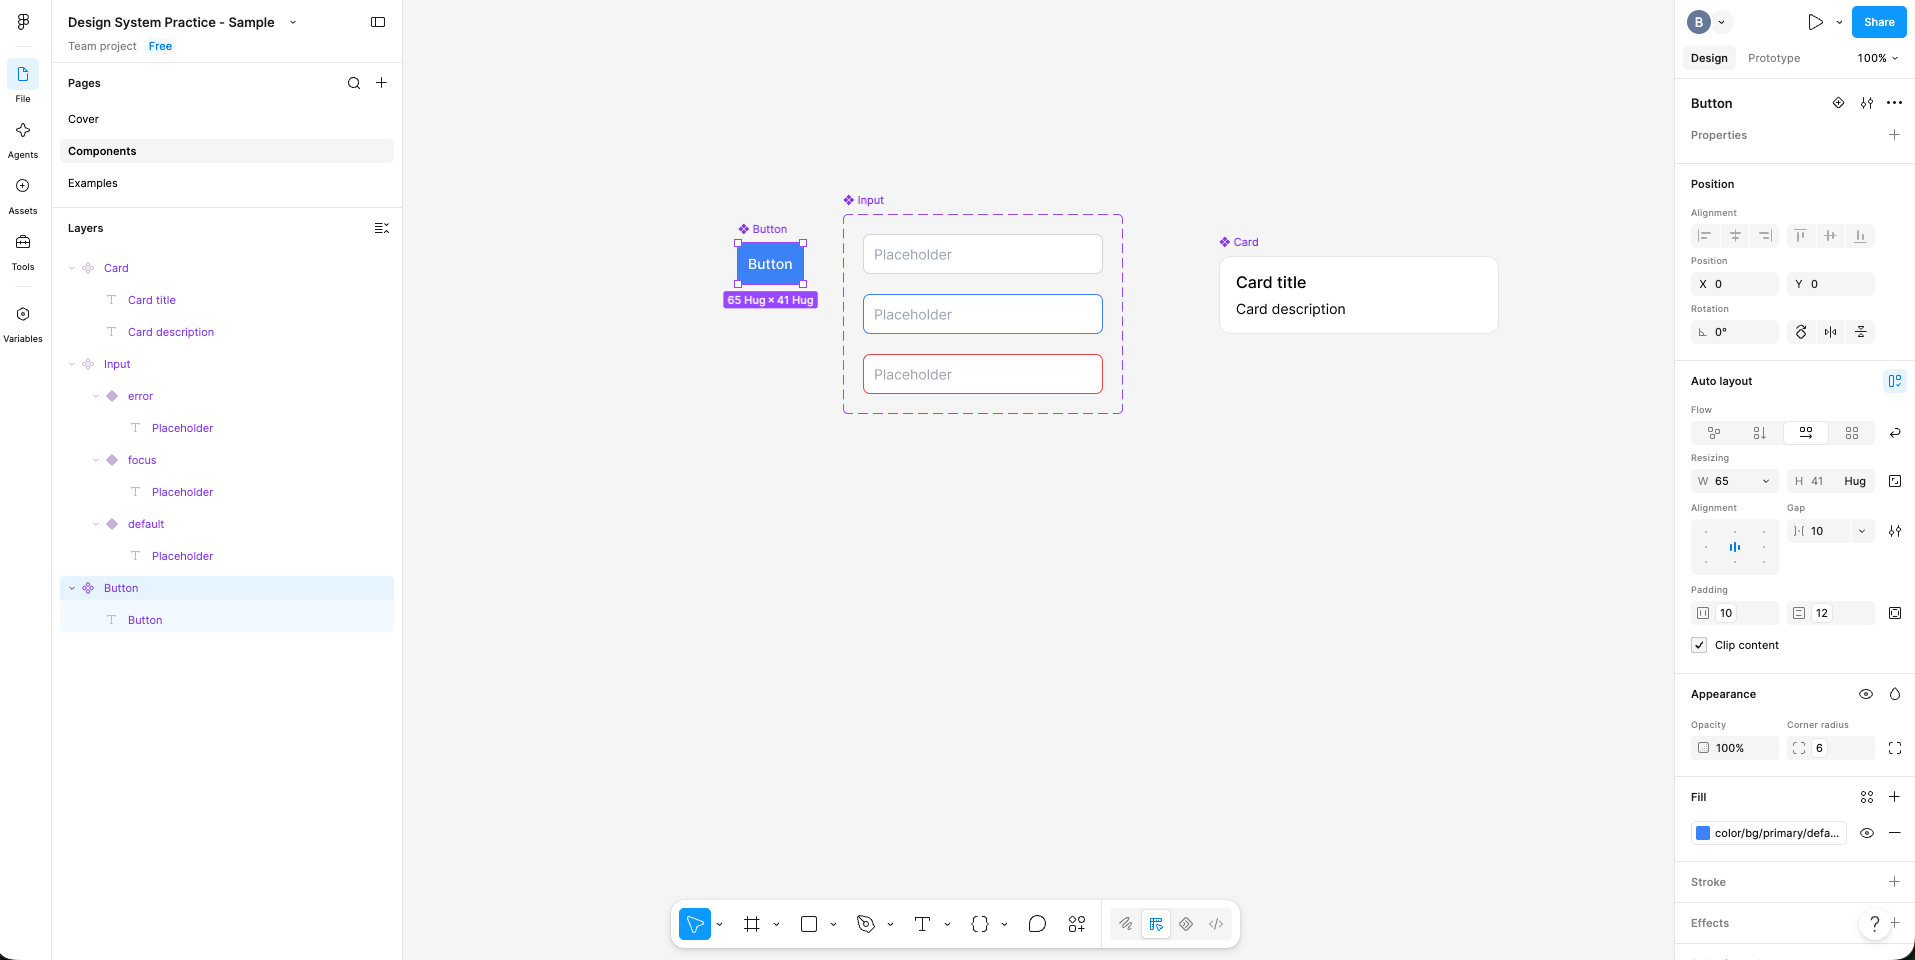 Design System Practice - Sample
Team project Free
File
Agents
Assets
Tools
Variables
Pages
Cover
Components
Examples
Layers
Card
Card title
Card description
Input
error
Placeholder
focus
Placeholder
default
Placeholder
Button
Button
Button
Button
65 Hug × 41 Hug
Input
Placeholder
Placeholder
Placeholder
Card
Card title
Card description
B
Share
Design Prototype 100%
Button
Properties
Position
Alignment
Position
X 0 Y 0
Rotation
0°
Auto layout
Flow
Resizing
W 65 H 41 Hug
Alignment Gap
10
Padding
10 12
Clip content
Appearance
Opacity Corner radius
100% 6
Fill
color/bg/primary/defa...
Stroke
Effects
?